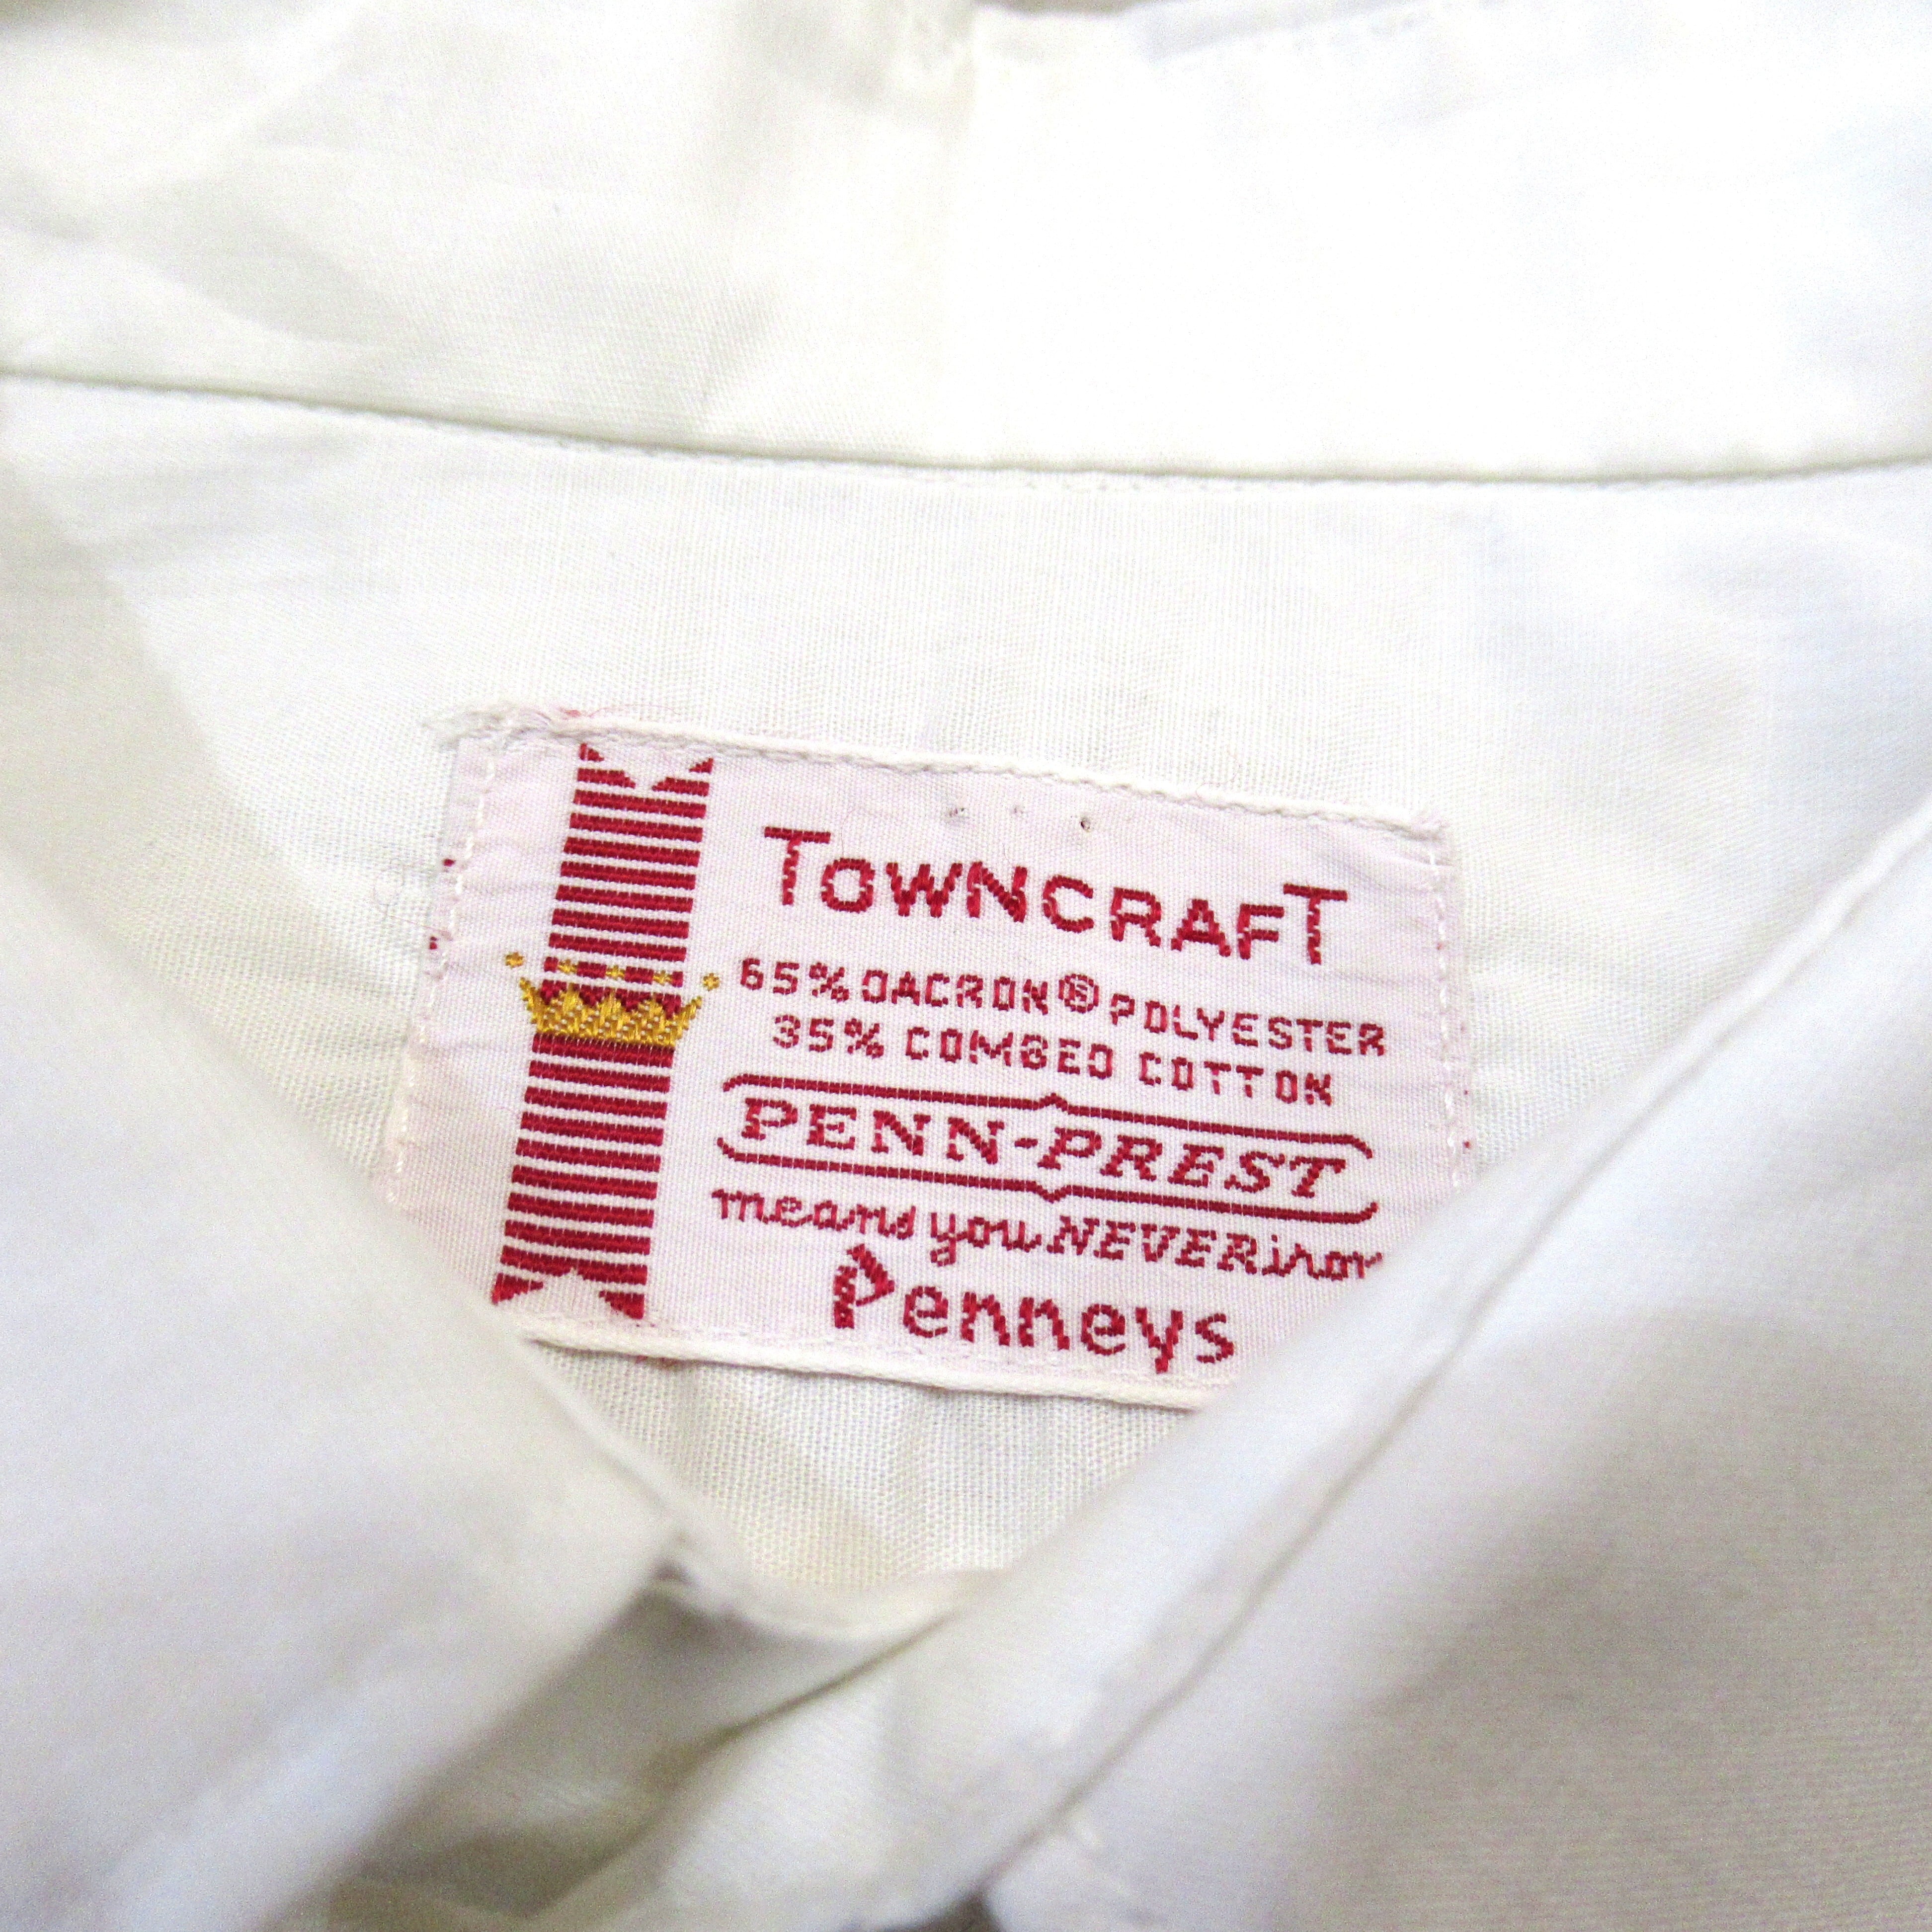 TOWNCRAFT
65% DACRON® POLYESTER
35% COMBED COTTON
PENN-PREST
means you NEVER iron
Penneys